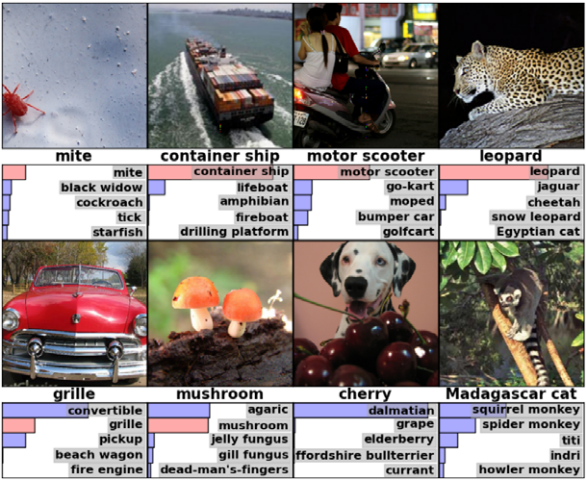 mite
container ship
motor scooter
leopard
mite
black widow
cockroach
tick
starfish
container ship
lifeboat
amphibian
fireboat
drilling platform
motor scooter
go-kart
moped
bumper car
golfcart
leopard
jaguar
cheetah
snow leopard
Egyptian cat
grille
mushroom
cherry
Madagascar cat
convertible
grille
pickup
beach wagon
fire engine
agaric
mushroom
jelly fungus
gill fungus
dead-man's-fingers
dalmatian
grape
elderberry
ffordshire bullterrier
currant
squirrel monkey
spider monkey
titi
indri
howler monkey